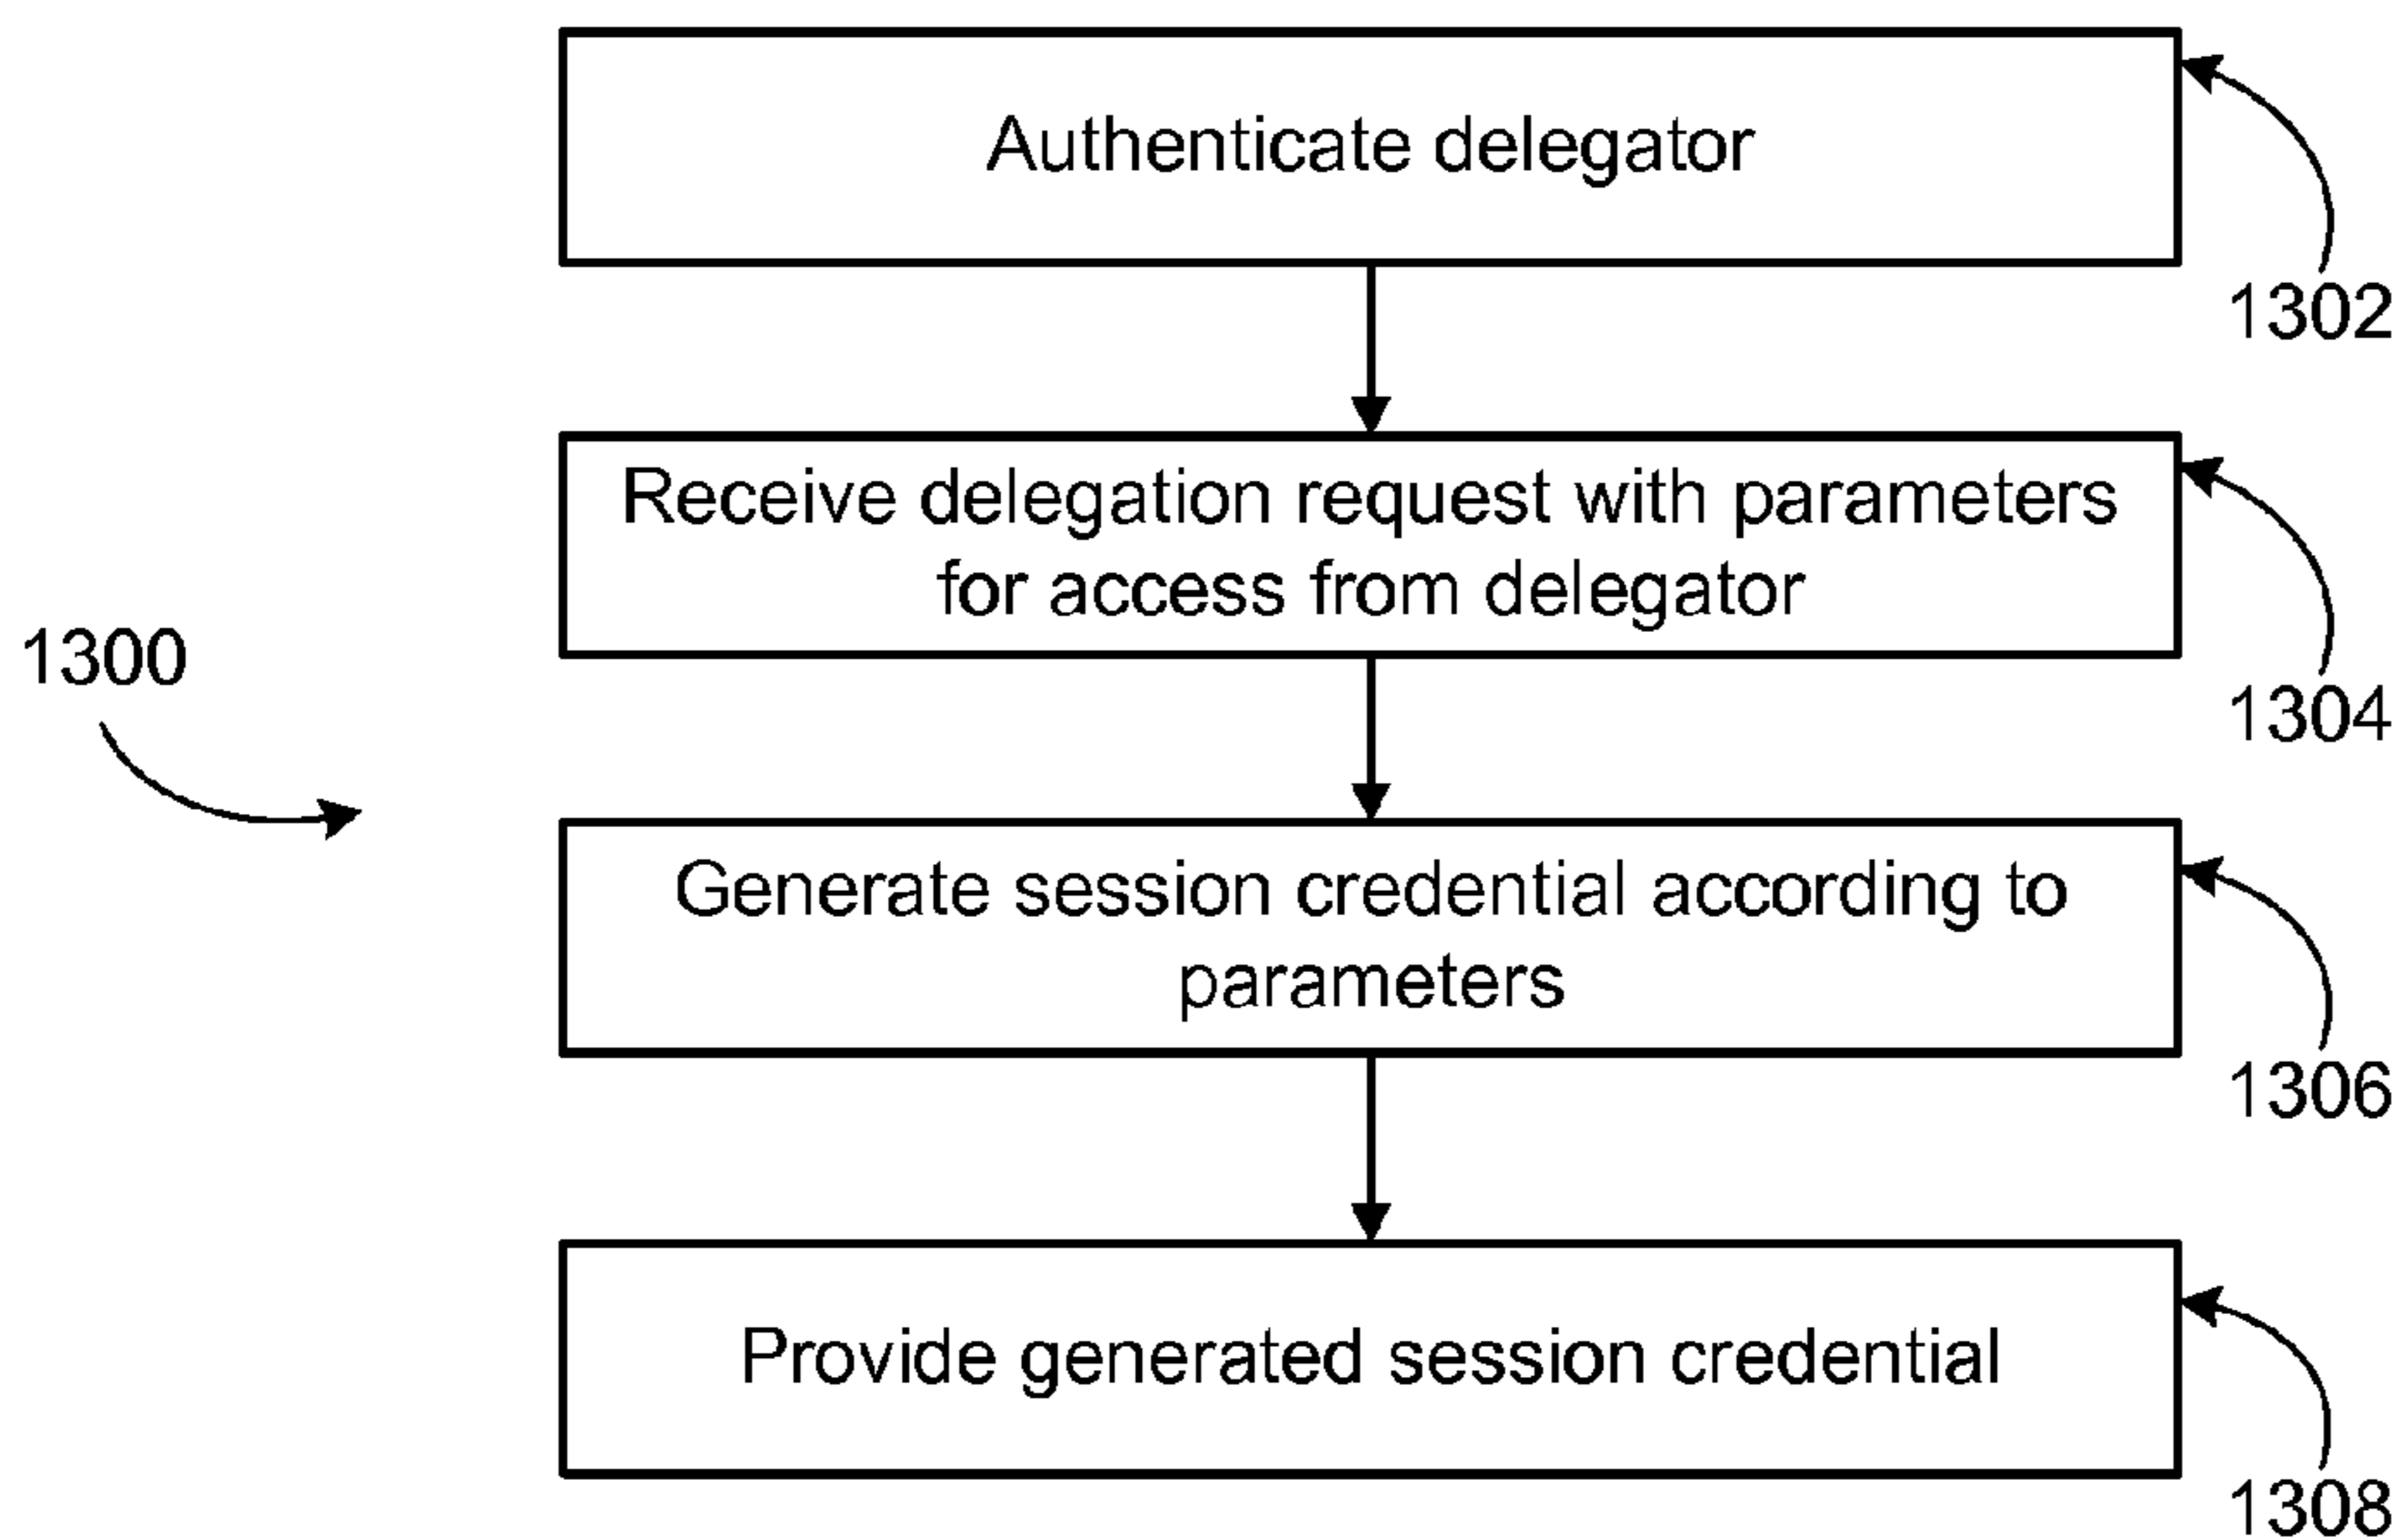 Authenticate delegator
1302
Receive delegation request with parameters
for access from delegator
1300
1304
Generate session credential according to
parameters
1306
Provide generated session credential
1308